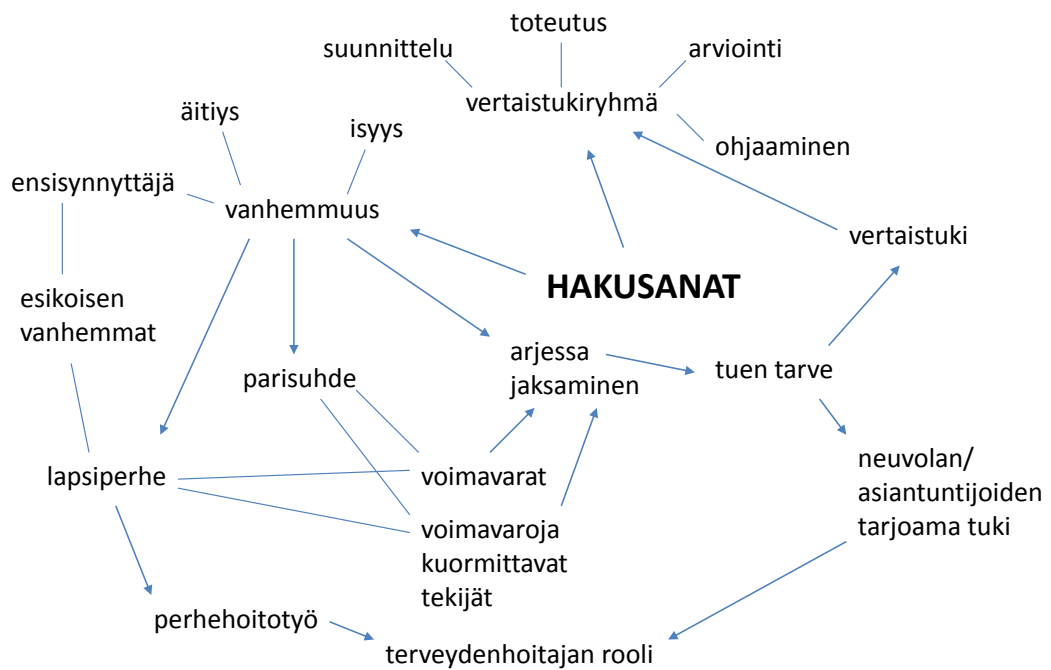 toteutus
suunnittelu
arviointi
vertaistukiryhmä
äitiys
isyys
ohjaaminen
ensisynnyttäjä
vanhemmuus
vertaistuki
HAKUSANAT
esikoisen
vanhemmat
arjessa
jaksaminen
parisuhde
tuen tarve
lapsiperhe
voimavarat
neuvolan/
asiantuntijoiden
tarjoama tuki
voimavaroja
kuormittavat
tekijät
perhehoitotyö
terveydenhoitajan rooli